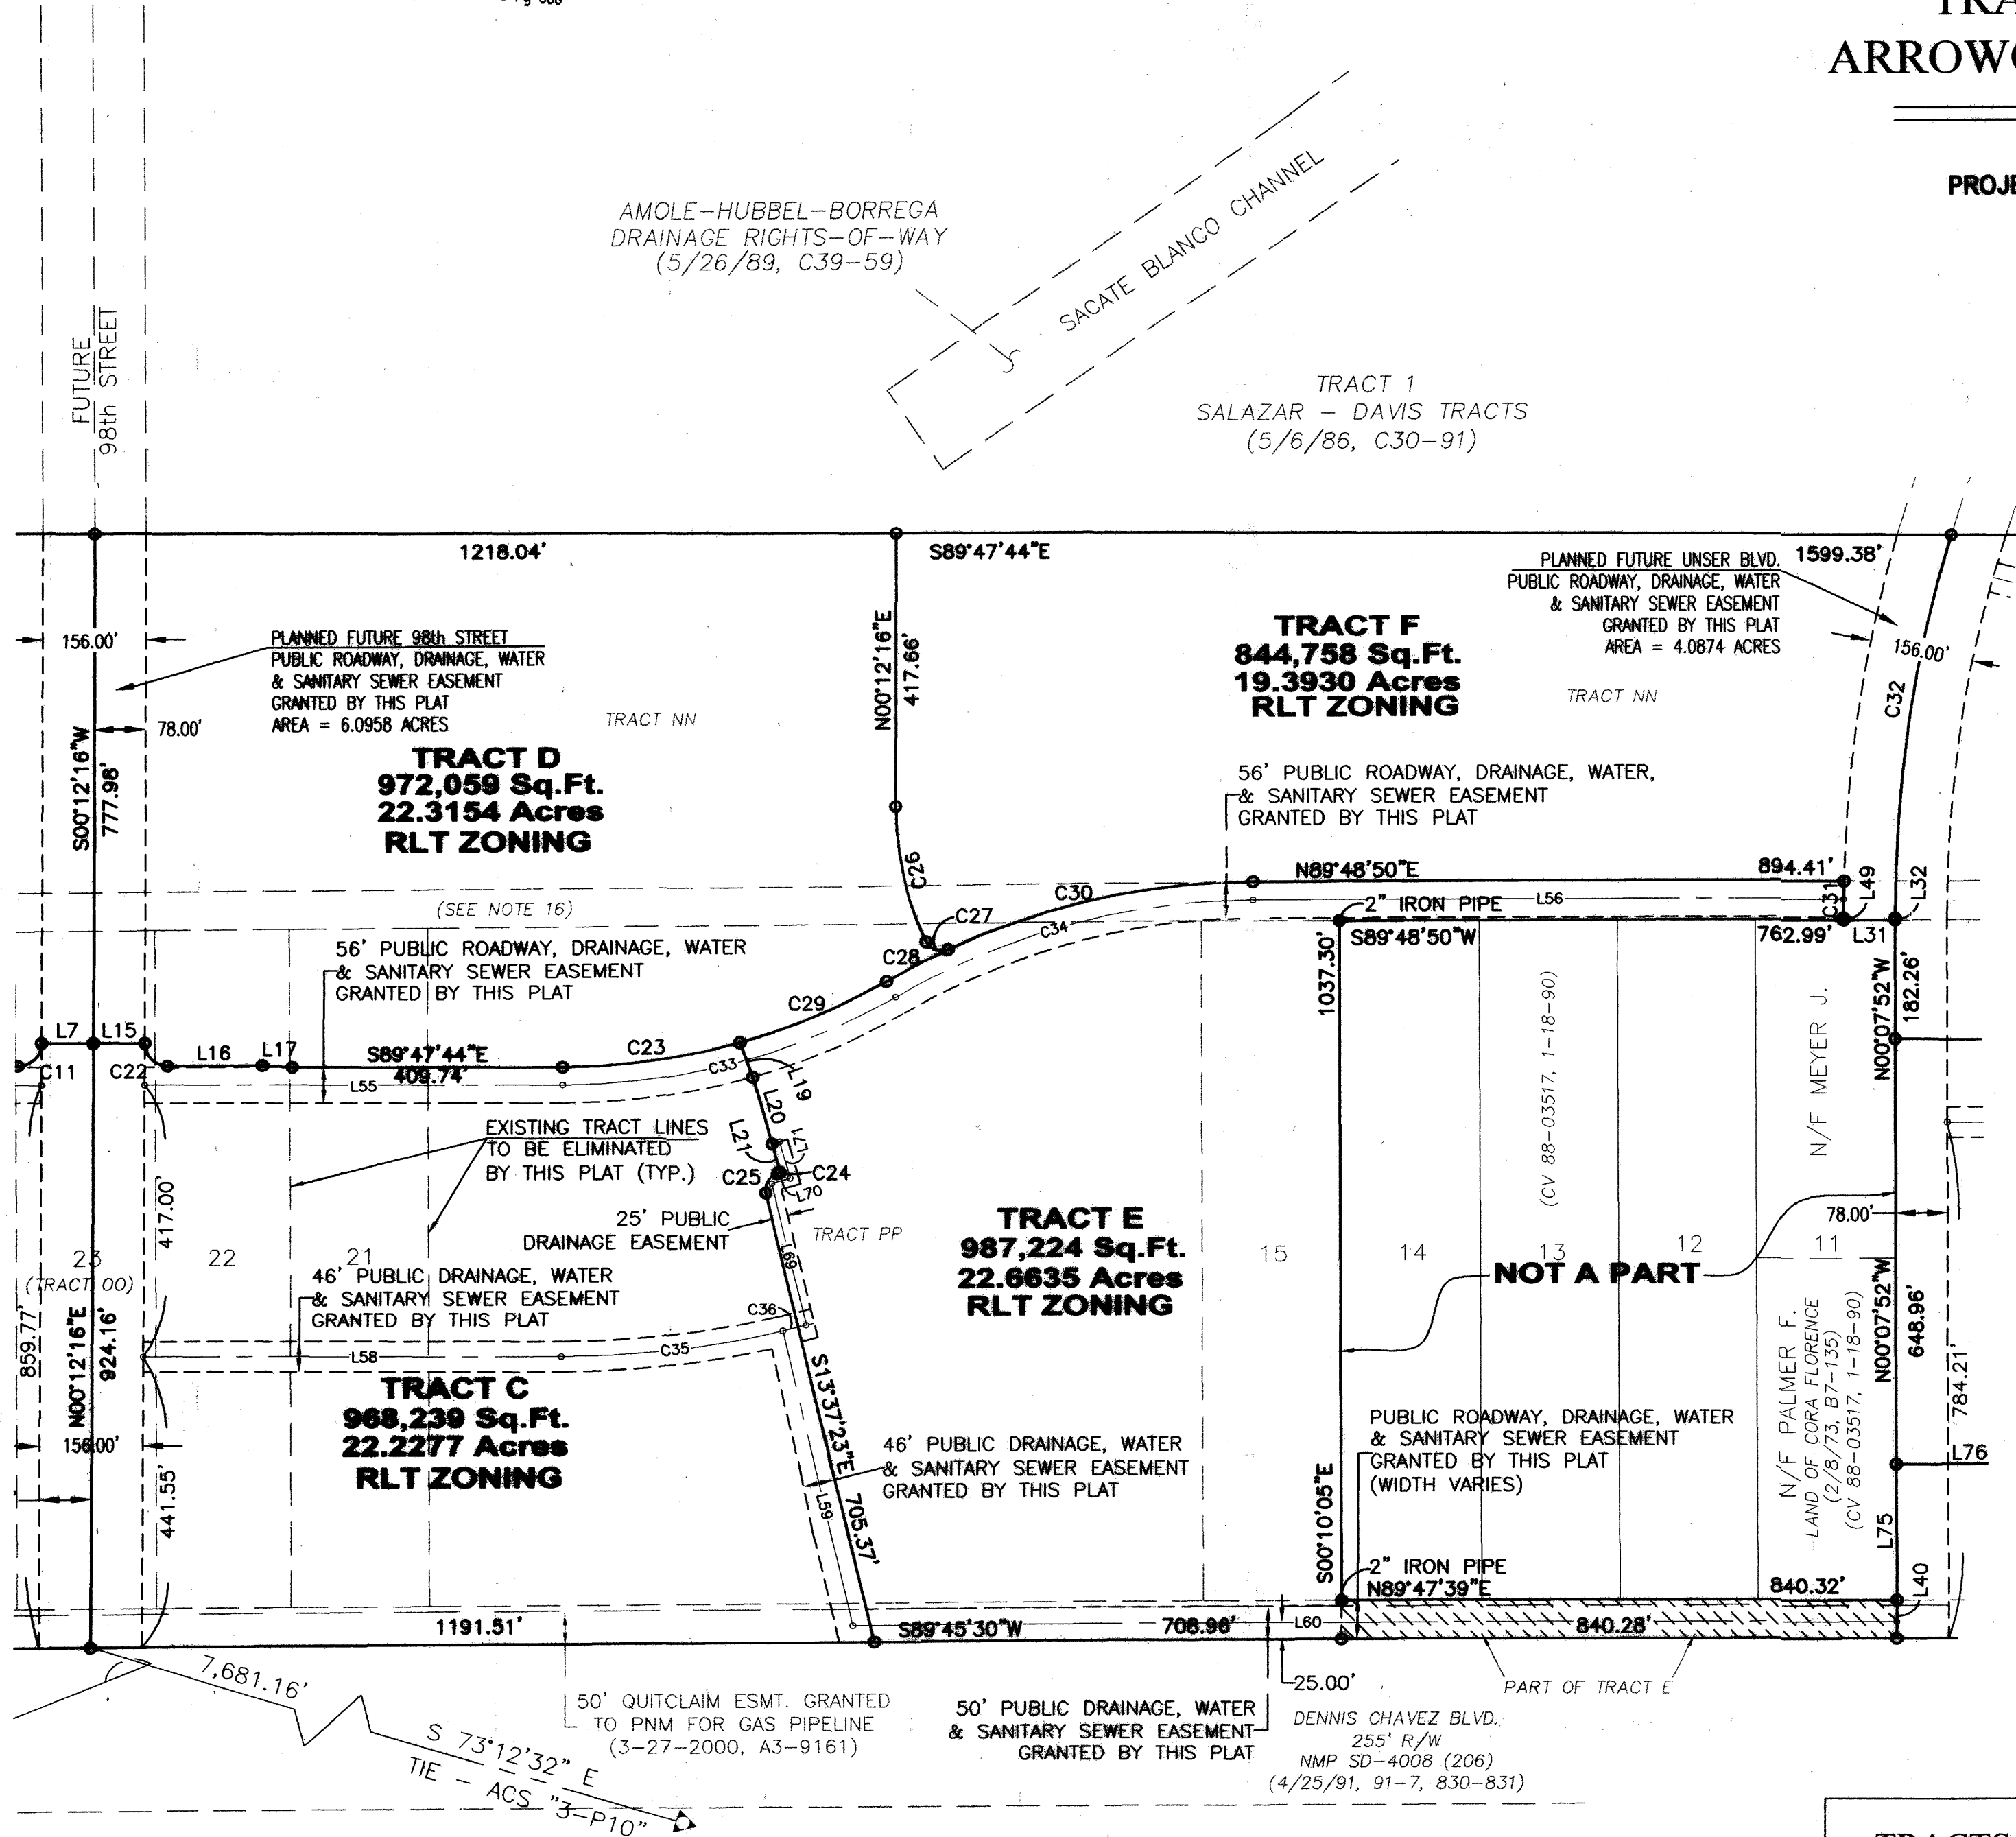 ARROW
PROJE
AMOLE-HUBBEL-BORREGA
DRAINAGE RIGHTS-OF-WAY
(5/26/89, C39-59)
SACATE BLANCO CHANNEL
TRACT 1
SALAZAR - DAVIS TRACTS
(5/6/86, C30-91)
FUTURE
98th STREET
1218.04'
S89°47'44"E
1599.38'
PLANNED FUTURE UNSER BLVD.
PUBLIC ROADWAY, DRAINAGE, WATER
& SANITARY SEWER EASEMENT
GRANTED BY THIS PLAT
AREA = 4.0874 ACRES
156.00'
C32
156.00'
PLANNED FUTURE 98th STREET
PUBLIC ROADWAY, DRAINAGE, WATER
& SANITARY SEWER EASEMENT
GRANTED BY THIS PLAT
AREA = 6.0958 ACRES
78.00'
S00°12'16"W
777.98'
TRACT NN
N00°12'16"E
417.66'
TRACT F
844,758 Sq.Ft.
19.3930 Acres
RLT ZONING
TRACT NN
TRACT D
972,059 Sq.Ft.
22.3154 Acres
RLT ZONING
56' PUBLIC ROADWAY, DRAINAGE, WATER,
& SANITARY SEWER EASEMENT
GRANTED BY THIS PLAT
C26
C27
C30
N89°48'50"E
894.41'
C31
L49
L32
(SEE NOTE 16)
2" IRON PIPE
L56
C34
S89°48'50"W
762.99'
L31
56' PUBLIC ROADWAY, DRAINAGE, WATER
& SANITARY SEWER EASEMENT
GRANTED BY THIS PLAT
C28
C29
1037.30'
N00°07'52"W
182.26'
L7
L15
L16
L17
S89°47'44"E
409.74'
C23
C11
C22
L55
C33
L19
L20
L21
L71
C25
C24
L70
EXISTING TRACT LINES
TO BE ELIMINATED
BY THIS PLAT (TYP.)
25' PUBLIC
DRAINAGE EASEMENT
TRACT PP
L69
TRACT E
987,224 Sq.Ft.
22.6635 Acres
RLT ZONING
(CV 88-03517, 1-18-90)
N/F MEYER J.
78.00'
15
14
13
12
11
NOT A PART
417.00'
23
(TRACT OO)
22
21
46' PUBLIC DRAINAGE, WATER
& SANITARY SEWER EASEMENT
GRANTED BY THIS PLAT
859.77'
N00°12'16"E
924.16'
C36
L58
C35
N00°07'52"W
648.96'
784.21'
N/F PALMER F.
LAND OF CORA FLORENCE
(2/8/73, B7-135)
(CV 88-03517, 1-18-90)
TRACT C
968,239 Sq.Ft.
22.2277 Acres
RLT ZONING
156.00'
441.55'
S13°37'23"E
705.37'
L59
46' PUBLIC DRAINAGE, WATER
& SANITARY SEWER EASEMENT
GRANTED BY THIS PLAT
PUBLIC ROADWAY, DRAINAGE, WATER
& SANITARY SEWER EASEMENT
GRANTED BY THIS PLAT
(WIDTH VARIES)
S00°10'05"E
L76
L75
L40
2" IRON PIPE
N89°47'39"E
840.32'
1191.51'
S89°45'30"W
708.96'
L60
840.28'
25.00'
PART OF TRACT E
7,681.16'
S 73°12'32" E
TIE - ACS "3-P10"
50' QUITCLAIM ESMT. GRANTED
TO PNM FOR GAS PIPELINE
(3-27-2000, A3-9161)
50' PUBLIC DRAINAGE, WATER
& SANITARY SEWER EASEMENT
GRANTED BY THIS PLAT
DENNIS CHAVEZ BLVD.
255' R/W
NMP SD-4008 (206)
(4/25/91, 91-7, 830-831)
TRACTS